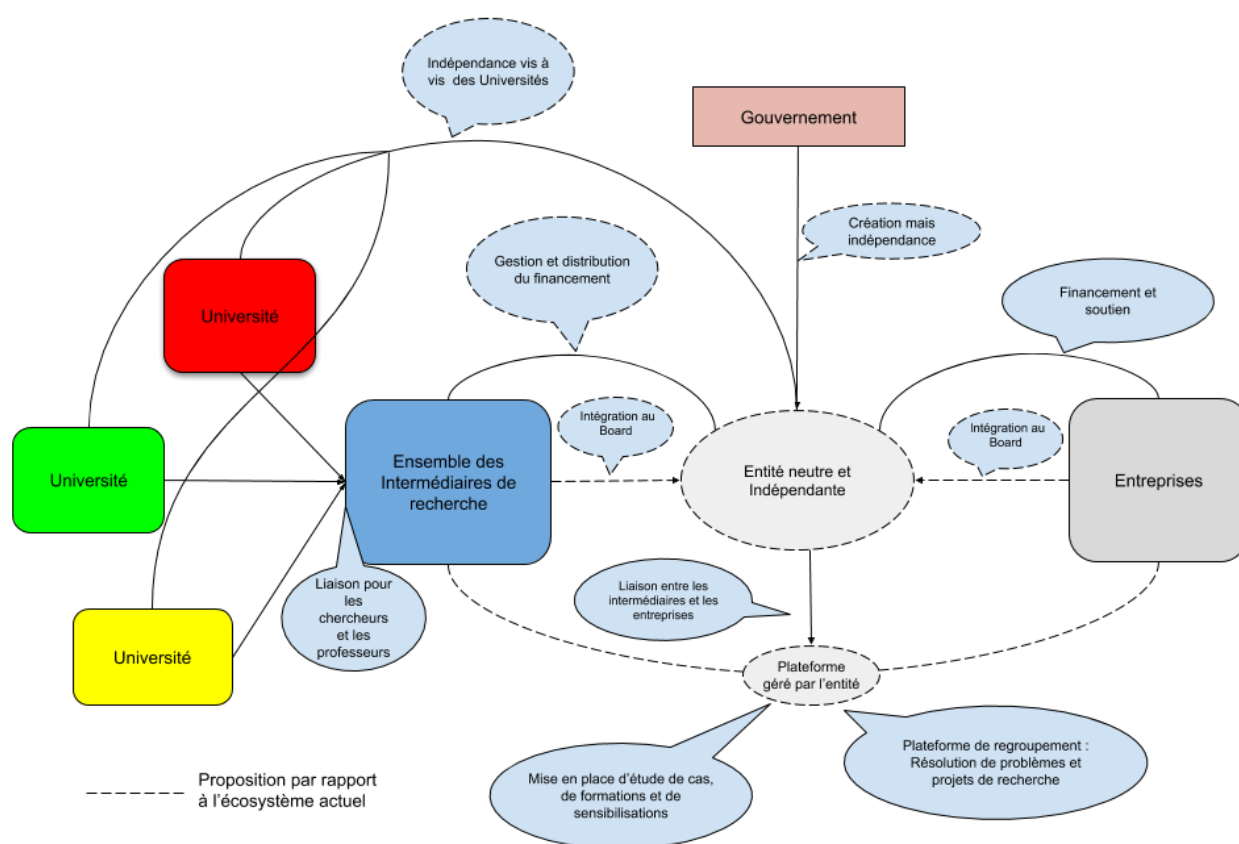 Indépendance vis à
vis des Universités
Gouvernement
Création mais
indépendance
Gestion et distribution
du financement
Financement et
soutien
Université
Intégration au
Board
Intégration au
Board
Ensemble des
Intermédiaires de
recherche
Entité neutre et
Indépendante
Entreprises
Université
Liaison pour
les
chercheurs
et les
professeurs
Liaison entre les
intermédiaires et les
entreprises
Université
Plateforme
géré par l'entité
Plateforme de regroupement :
Résolution de problèmes et
projets de recherche
Mise en place d'étude de cas,
de formations et de
sensibilisations
Proposition par rapport
à l'écosystème actuel